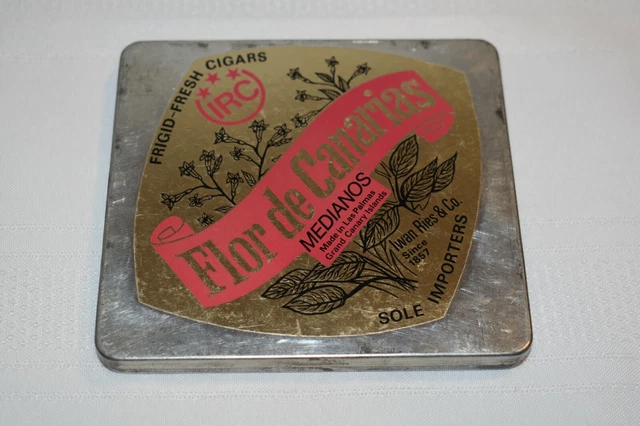 FRIGID-FRESH CIGARS
IRC
Flor de Canarias
MEDIANOS
Made in Las Palmas
Grand Canary Islands
Iwan Ries & Co.
Since
1857
SOLE IMPORTERS